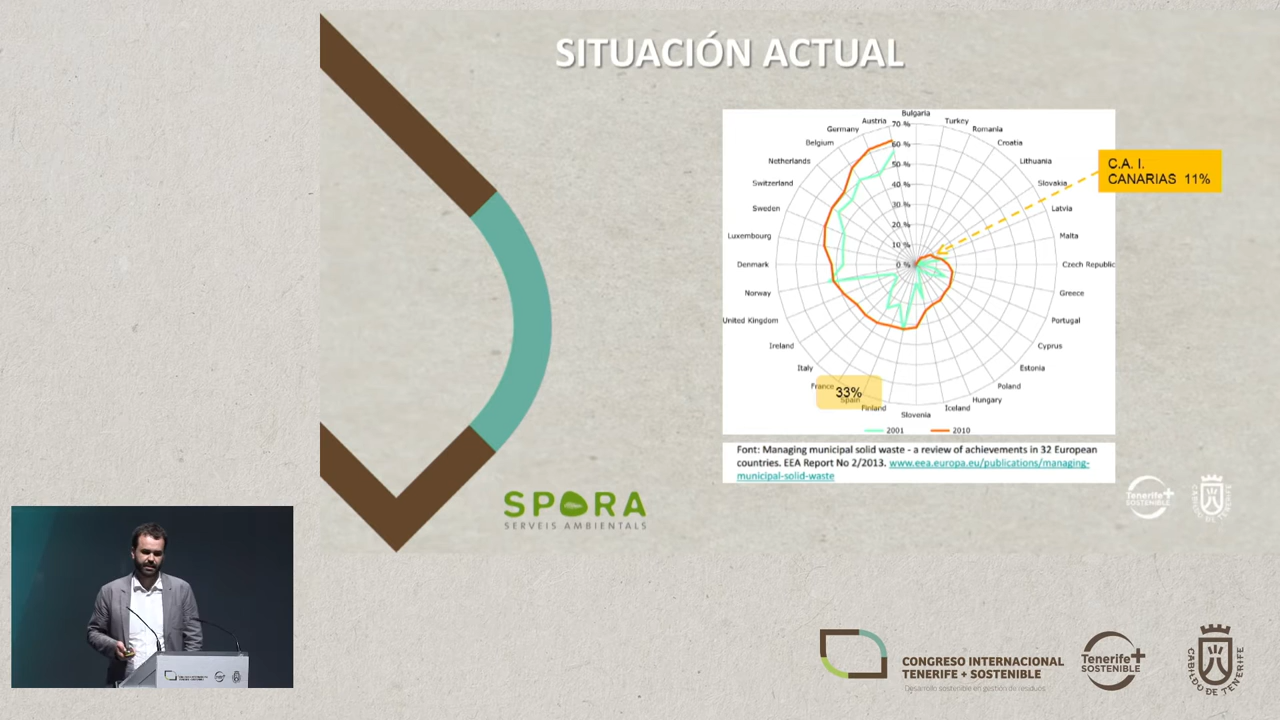 SITUACIÓN ACTUAL
Bulgaria
Turkey
Romania
Croatia
Lithuania
Slovakia
Latvia
Malta
Czech Republic
Greece
Portugal
Cyprus
Estonia
Poland
Hungary
Iceland
Slovenia
Finland
Spain
France
Italy
Ireland
United Kingdom
Norway
Denmark
Luxembourg
Sweden
Switzerland
Netherlands
Belgium
Germany
Austria
70 %
60 %
50 %
40 %
30 %
20 %
10 %
0 %
C.A. I.
CANARIAS 11%
33%
2001 2010
Font: Managing municipal solid waste - a review of achievements in 32 European
countries. EEA Report No 2/2013. www.eea.europa.eu/publications/managing-
municipal-solid-waste
SPORA
SERVEIS AMBIENTALS
Tenerife+
SOSTENIBLE
CONGRESO INTERNACIONAL
TENERIFE + SOSTENIBLE
Desarrollo sostenible en gestión de residuos
Tenerife+
SOSTENIBLE
CABILDO DE TENERIFE